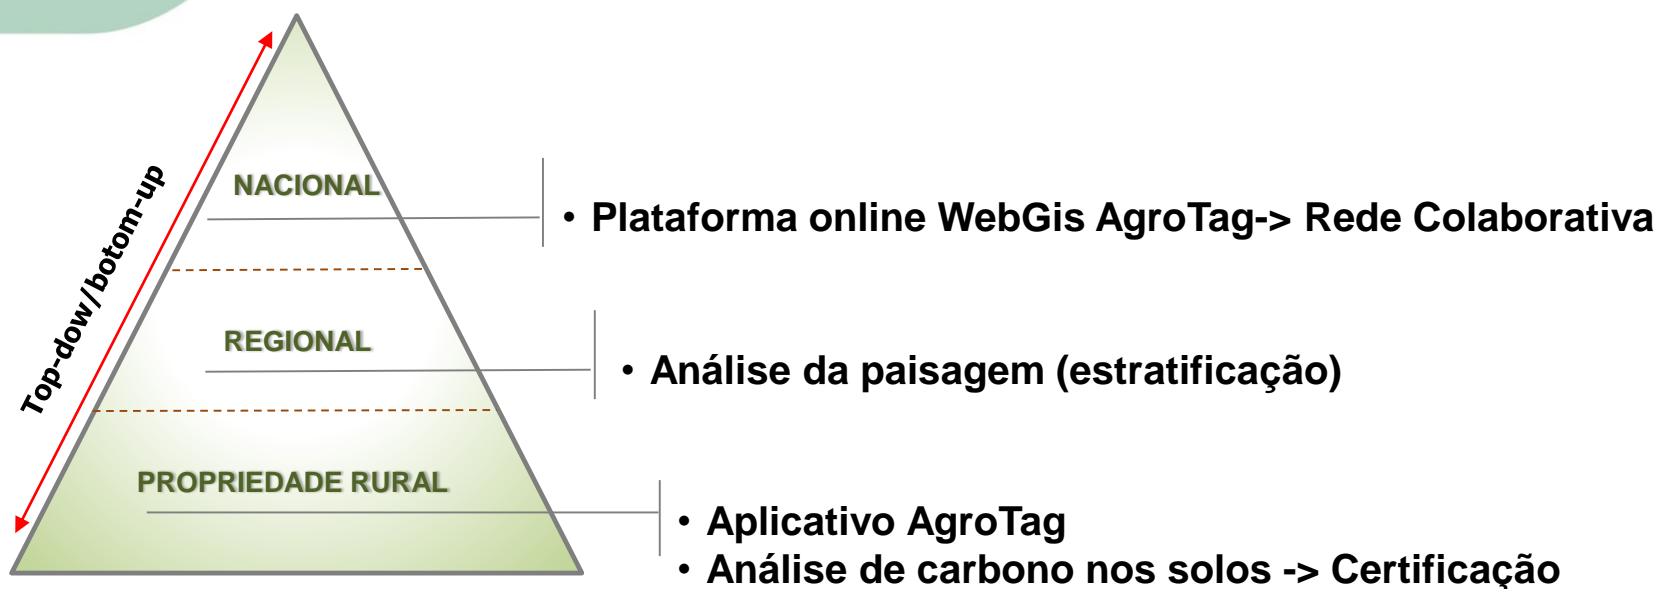 Top-dow/botom-up
NACIONAL
• Plataforma online WebGis AgroTag-> Rede Colaborativa
REGIONAL
• Análise da paisagem (estratificação)
PROPRIEDADE RURAL
• Aplicativo AgroTag
• Análise de carbono nos solos -> Certificação